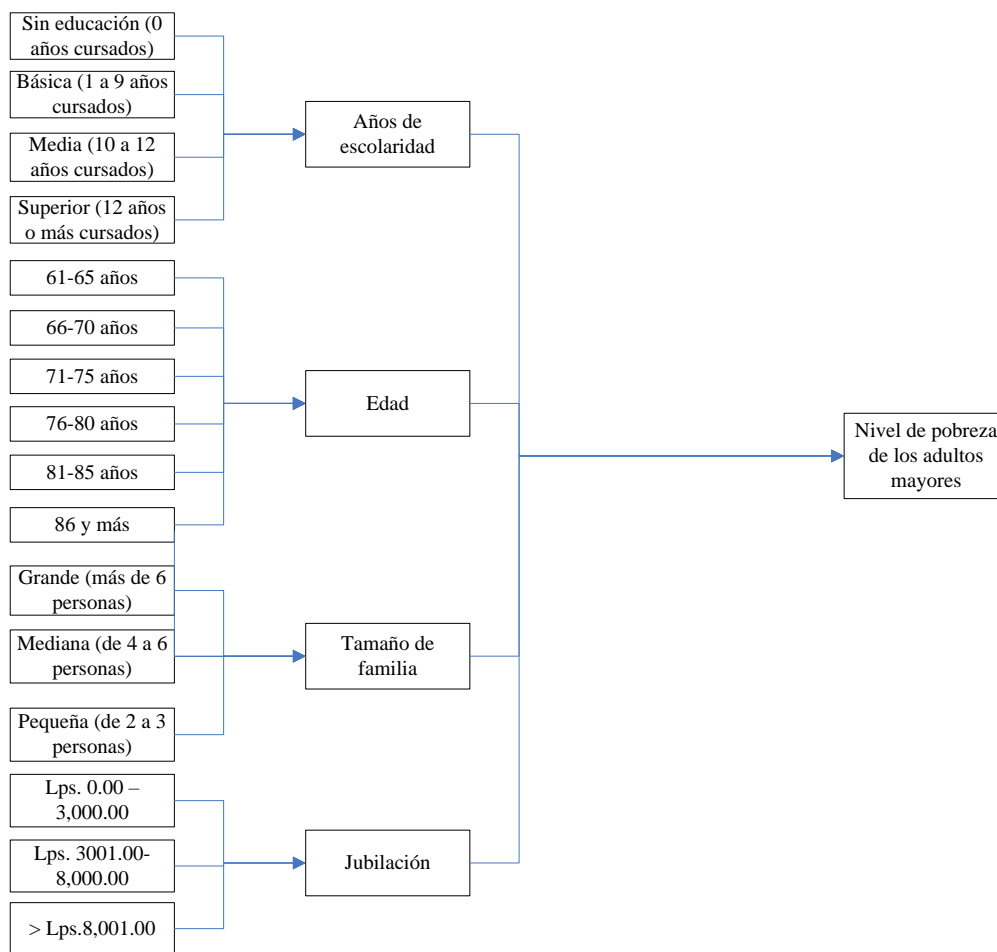 Sin educación (0
años cursados)
Básica (1 a 9 años
cursados)
Media (10 a 12
años cursados)
Superior (12 años
o más cursados)
Años de
escolaridad
61-65 años
66-70 años
71-75 años
76-80 años
81-85 años
86 y más
Edad
Grande (más de 6
personas)
Mediana (de 4 a 6
personas)
Pequeña (de 2 a 3
personas)
Tamaño de
familia
Lps. 0.00 –
3,000.00
Lps. 3001.00-
8,000.00
> Lps.8,001.00
Jubilación
Nivel de pobreza
de los adultos
mayores